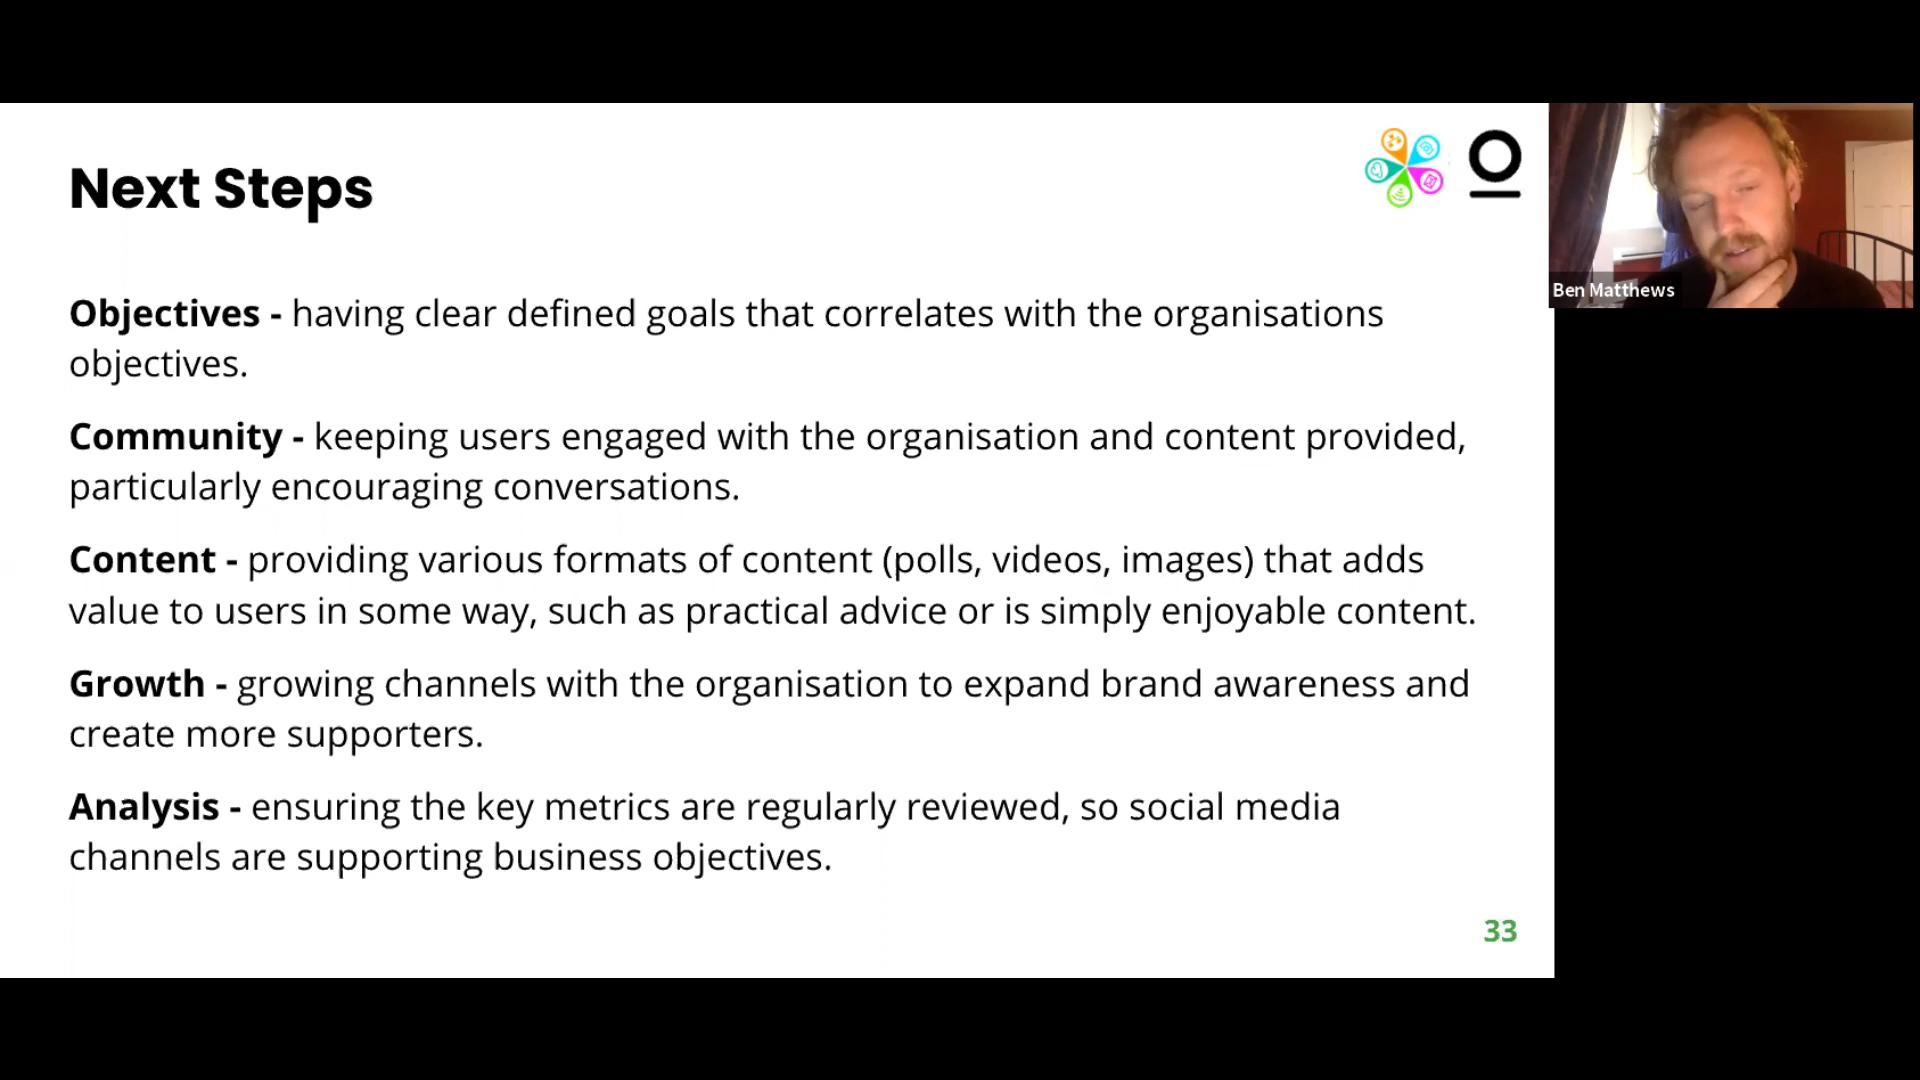 Next Steps
Objectives - having clear defined goals that correlates with the organisations
objectives.
Community - keeping users engaged with the organisation and content provided,
particularly encouraging conversations.
Content - providing various formats of content (polls, videos, images) that adds
value to users in some way, such as practical advice or is simply enjoyable content.
Growth - growing channels with the organisation to expand brand awareness and
create more supporters.
Analysis - ensuring the key metrics are regularly reviewed, so social media
channels are supporting business objectives.
33
Ben Matthews